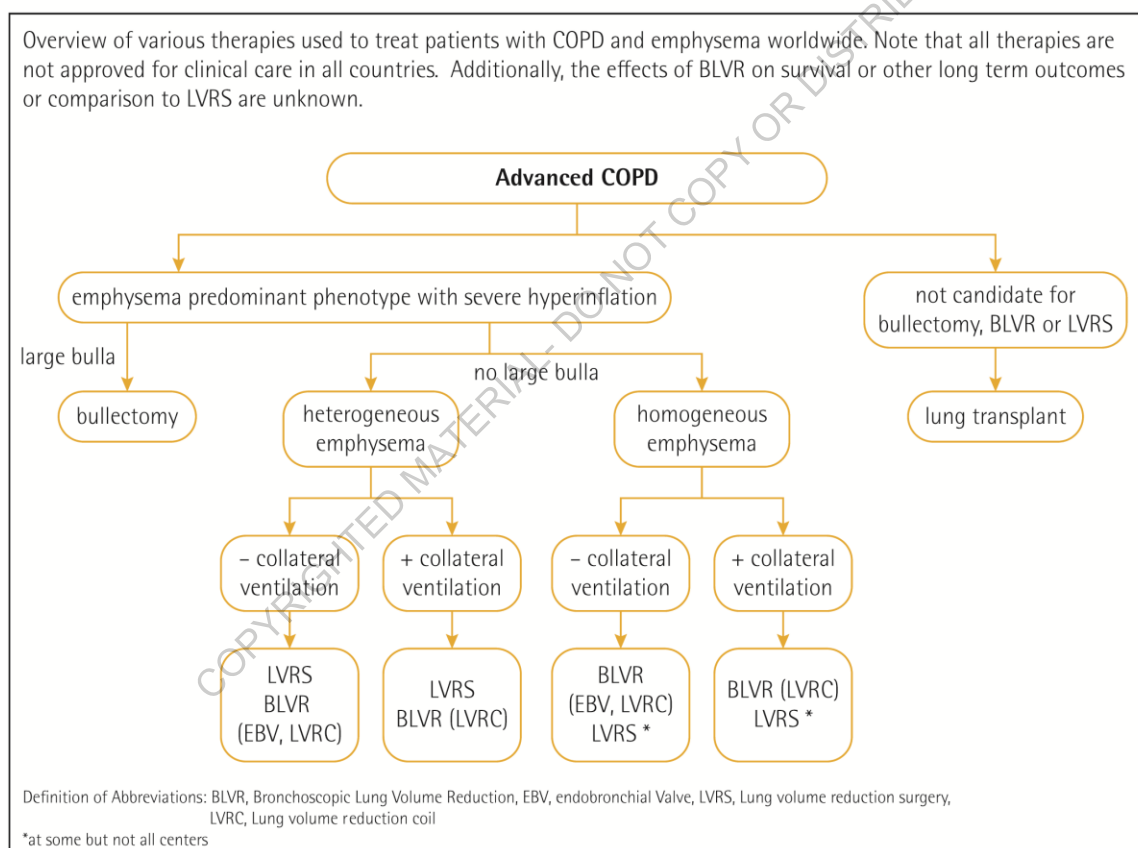 Overview of various therapies used to treat patients with COPD and emphysema worldwide. Note that all therapies are
not approved for clinical care in all countries. Additionally, the effects of BLVR on survival or other long term outcomes
or comparison to LVRS are unknown.
Advanced COPD
emphysema predominant phenotype with severe hyperinflation
not candidate for
bullectomy, BLVR or LVRS
large bulla
no large bulla
bullectomy
heterogeneous
emphysema
homogeneous
emphysema
lung transplant
– collateral
ventilation
+ collateral
ventilation
– collateral
ventilation
+ collateral
ventilation
LVRS
BLVR
(EBV, LVRC)
LVRS
BLVR (LVRC)
BLVR
(EBV, LVRC)
LVRS *
BLVR (LVRC)
LVRS *
Definition of Abbreviations: BLVR, Bronchoscopic Lung Volume Reduction, EBV, endobronchial Valve, LVRS, Lung volume reduction surgery,
LVRC, Lung volume reduction coil
*at some but not all centers
COPYRIGHTED MATERIAL- DO NOT COPY OR